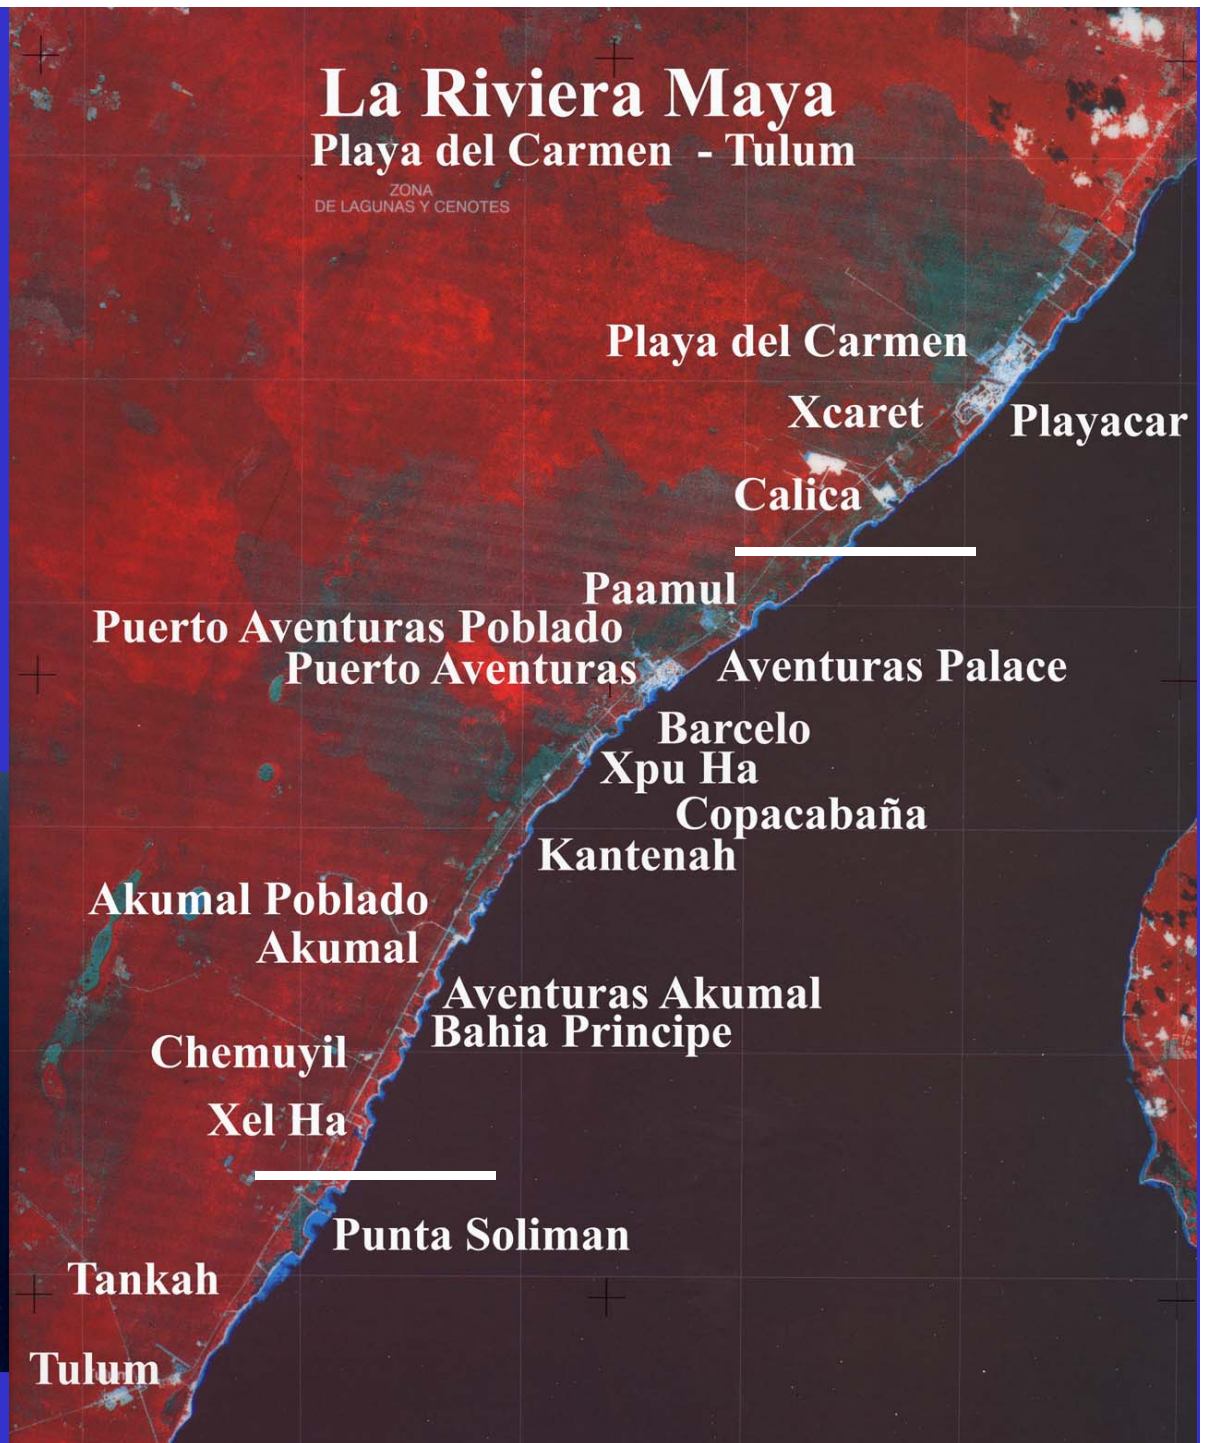 La Riviera Maya
Playa del Carmen - Tulum
ZONA
DE LAGUNAS Y CENOTES
Playa del Carmen
Xcaret
Playacar
Calica
Paamul
Puerto Aventuras Poblado
Puerto Aventuras
Aventuras Palace
Barcelo
Xpu Ha
Copacabaña
Kantenah
Akumal Poblado
Akumal
Aventuras Akumal
Bahia Principe
Chemuyil
Xel Ha
Punta Soliman
Tankah
Tulum